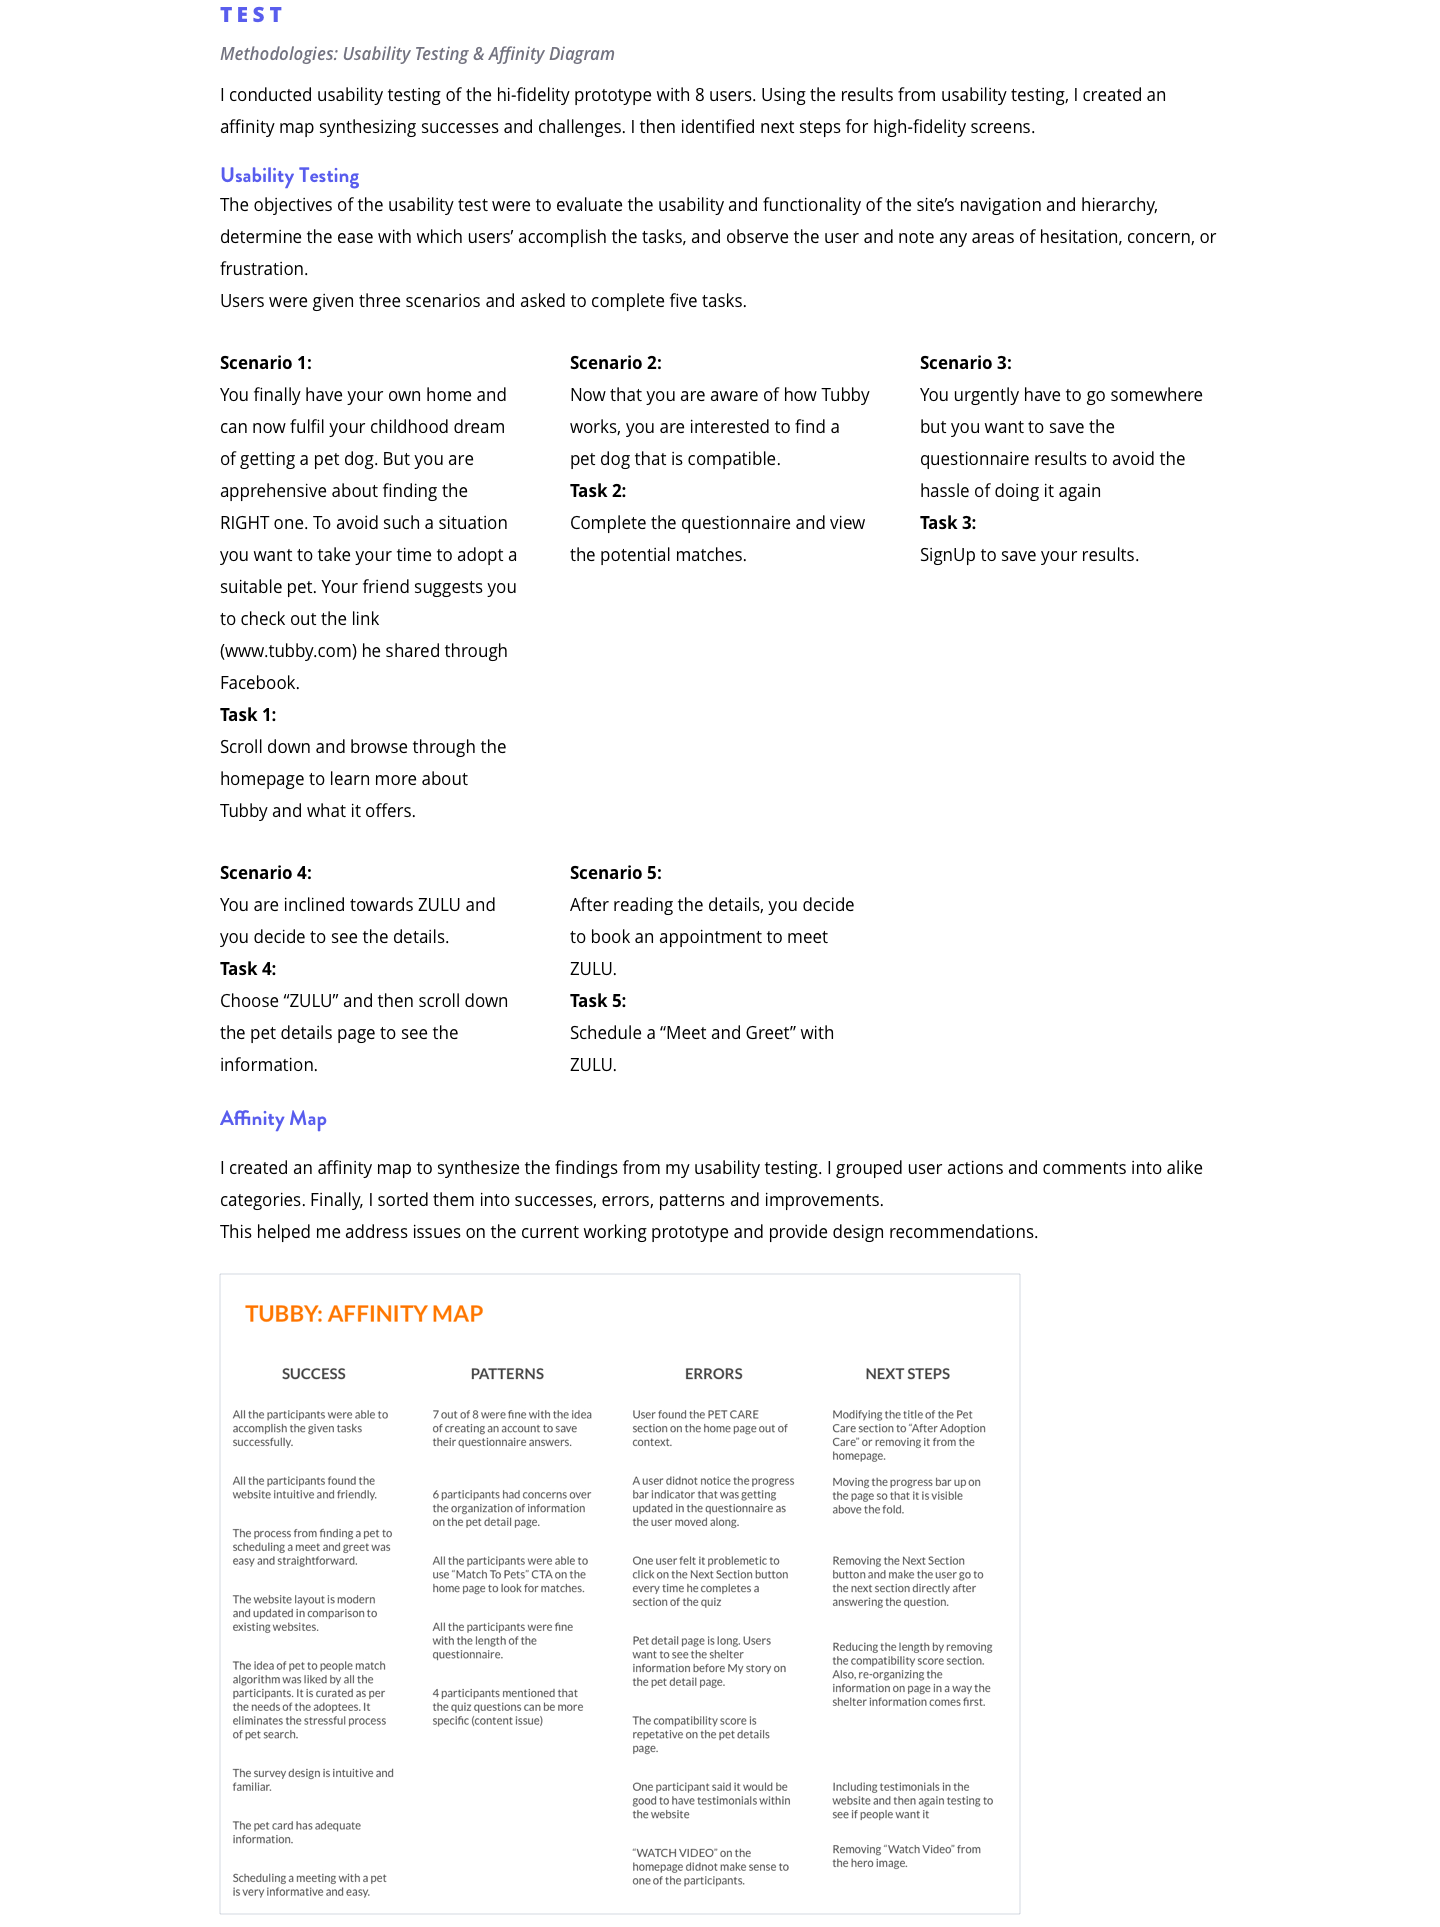 TEST
Methodologies: Usability Testing & Affinity Diagram
I conducted usability testing of the hi-fidelity prototype with 8 users. Using the results from usability testing, I created an
affinity map synthesizing successes and challenges. I then identified next steps for high-fidelity screens.
Usability Testing
The objectives of the usability test were to evaluate the usability and functionality of the site’s navigation and hierarchy,
determine the ease with which users’ accomplish the tasks, and observe the user and note any areas of hesitation, concern, or
frustration.
Users were given three scenarios and asked to complete five tasks.
Scenario 1:
You finally have your own home and
can now fulfil your childhood dream
of getting a pet dog. But you are
apprehensive about finding the
RIGHT one. To avoid such a situation
you want to take your time to adopt a
suitable pet. Your friend suggests you
to check out the link
(www.tubby.com) he shared through
Facebook.
Task 1:
Scroll down and browse through the
homepage to learn more about
Tubby and what it offers.
Scenario 2:
Now that you are aware of how Tubby
works, you are interested to find a
pet dog that is compatible.
Task 2:
Complete the questionnaire and view
the potential matches.
Scenario 3:
You urgently have to go somewhere
but you want to save the
questionnaire results to avoid the
hassle of doing it again
Task 3:
SignUp to save your results.
Scenario 4:
You are inclined towards ZULU and
you decide to see the details.
Task 4:
Choose “ZULU” and then scroll down
the pet details page to see the
information.
Scenario 5:
After reading the details, you decide
to book an appointment to meet
ZULU.
Task 5:
Schedule a “Meet and Greet” with
ZULU.
Affinity Map
I created an affinity map to synthesize the findings from my usability testing. I grouped user actions and comments into alike
categories. Finally, I sorted them into successes, errors, patterns and improvements.
This helped me address issues on the current working prototype and provide design recommendations.
TUBBY: AFFINITY MAP
SUCCESS
All the participants were able to
accomplish the given tasks
successfully.
All the participants found the
website intuitive and friendly.
The process from finding a pet to
scheduling a meet and greet was
easy and straightforward.
The website layout is modern
and updated in comparison to
existing websites.
The idea of pet to people match
algorithm was liked by all the
participants. It is curated as per
the needs of the adoptees. It
eliminates the stressful process
of pet search.
The survey design is intuitive and
familiar.
The pet card has adequate
information.
Scheduling a meeting with a pet
is very informative and easy.
PATTERNS
7 out of 8 were fine with the idea
of creating an account to save
their questionnaire answers.
6 participants had concerns over
the organization of information
on the pet detail page.
All the participants were able to
use “Match To Pets” CTA on the
home page to look for matches.
All the participants were fine
with the length of the
questionnaire.
4 participants mentioned that
the quiz questions can be more
specific (content issue)
ERRORS
User found the PET CARE
section on the home page out of
context.
A user didnot notice the progress
bar indicator that was getting
updated in the questionnaire as
the user moved along.
One user felt it problemetic to
click on the Next Section button
every time he completes a
section of the quiz
Pet detail page is long. Users
want to see the shelter
information before My story on
the pet detail page.
The compatibility score is
repetative on the pet details
page.
One participant said it would be
good to have testimonials within
the website
“WATCH VIDEO” on the
homepage didnot make sense to
one of the participants.
NEXT STEPS
Modifying the title of the Pet
Care section to “After Adoption
Care” or removing it from the
homepage.
Moving the progress bar up on
the page so that it is visible
above the fold.
Removing the Next Section
button and make the user go to
the next section directly after
answering the question.
Reducing the length by removing
the compatibility score section.
Also, re-organizing the
information on page in a way the
shelter information comes first.
Including testimonials in the
website and then again testing to
see if people want it
Removing “Watch Video” from
the hero image.